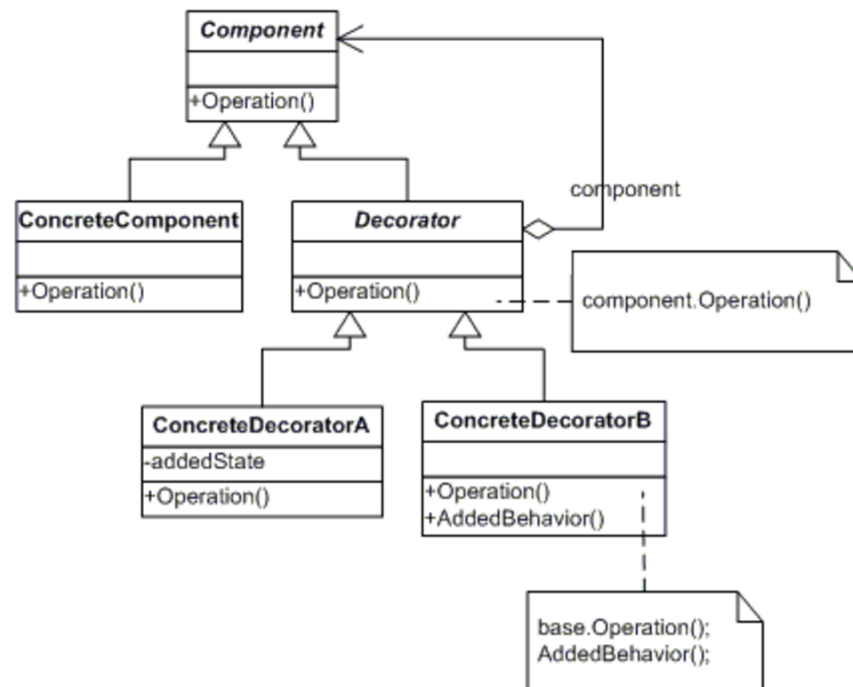 Component
+Operation()
component
ConcreteComponent
+Operation()
Decorator
+Operation()
component.Operation()
ConcreteDecoratorA
-addedState
+Operation()
ConcreteDecoratorB
+Operation()
+AddedBehavior()
base.Operation();
AddedBehavior();